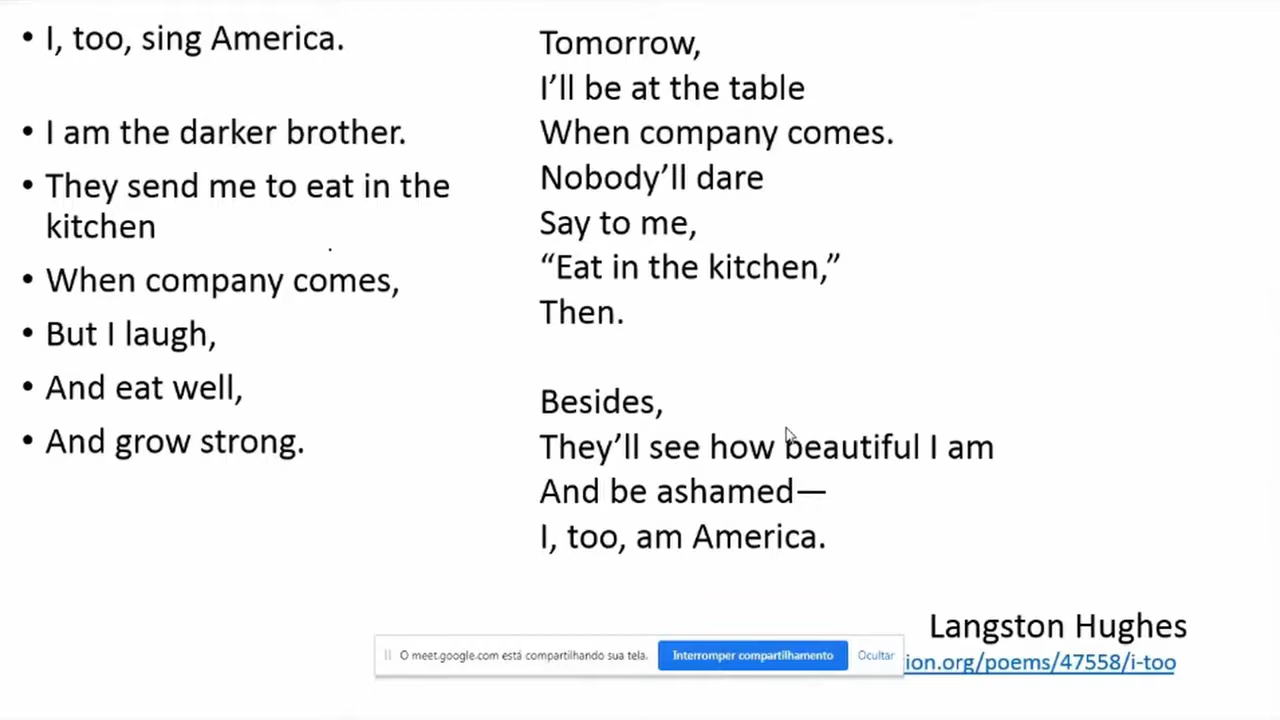 • I, too, sing America.
• I am the darker brother.
• They send me to eat in the
kitchen
• When company comes,
• But I laugh,
• And eat well,
• And grow strong.
Tomorrow,
I’ll be at the table
When company comes.
Nobody’ll dare
Say to me,
“Eat in the kitchen,”
Then.
Besides,
They’ll see how beautiful I am
And be ashamed—
I, too, am America.
Langston Hughes
ion.org/poems/47558/i-too
O meet.google.com está compartilhando sua tela. Interromper compartilhamento Ocultar